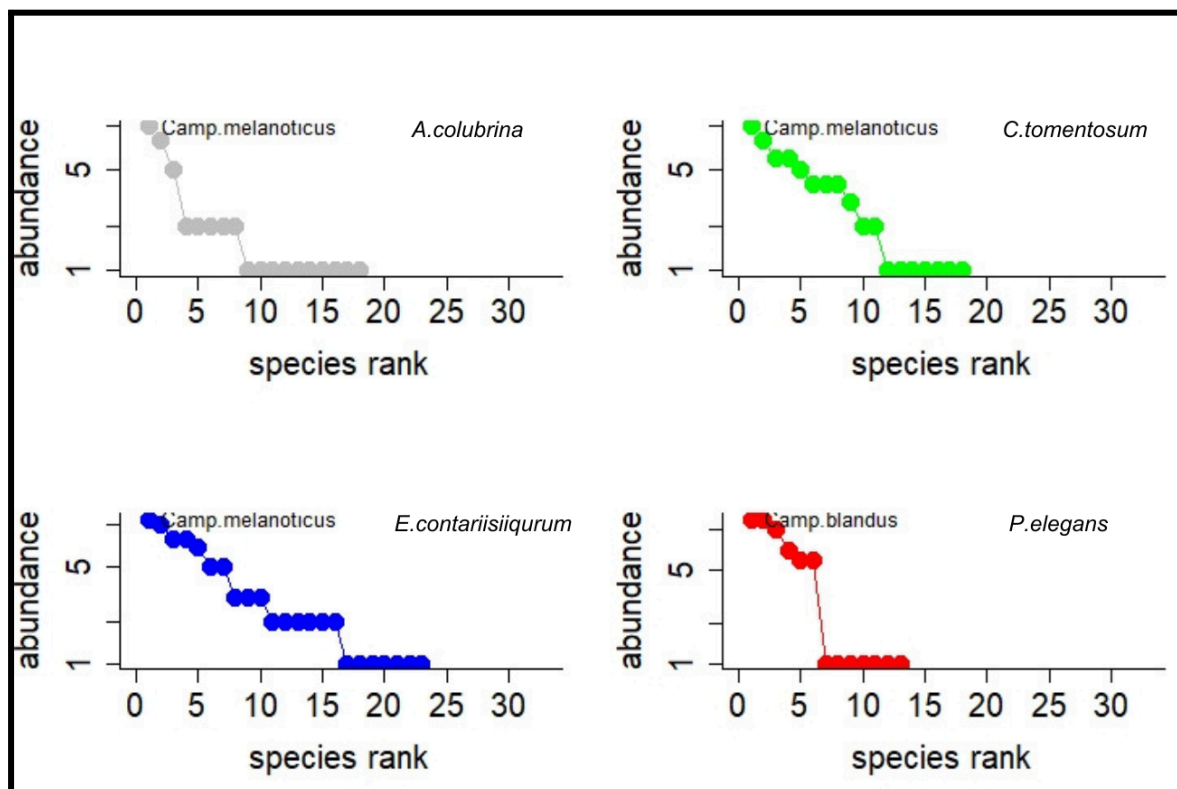 Camp.melanoticus A.colubrina
abundance
5
1
0 5 10 15 20 25 30
species rank
Camp.melanoticus C.tomentosum
abundance
5
1
0 5 10 15 20 25 30
species rank
Camp.melanoticus E.contariisiiqurum
abundance
5
1
0 5 10 15 20 25 30
species rank
Camp.blandus P.elegans
abundance
5
1
0 5 10 15 20 25 30
species rank